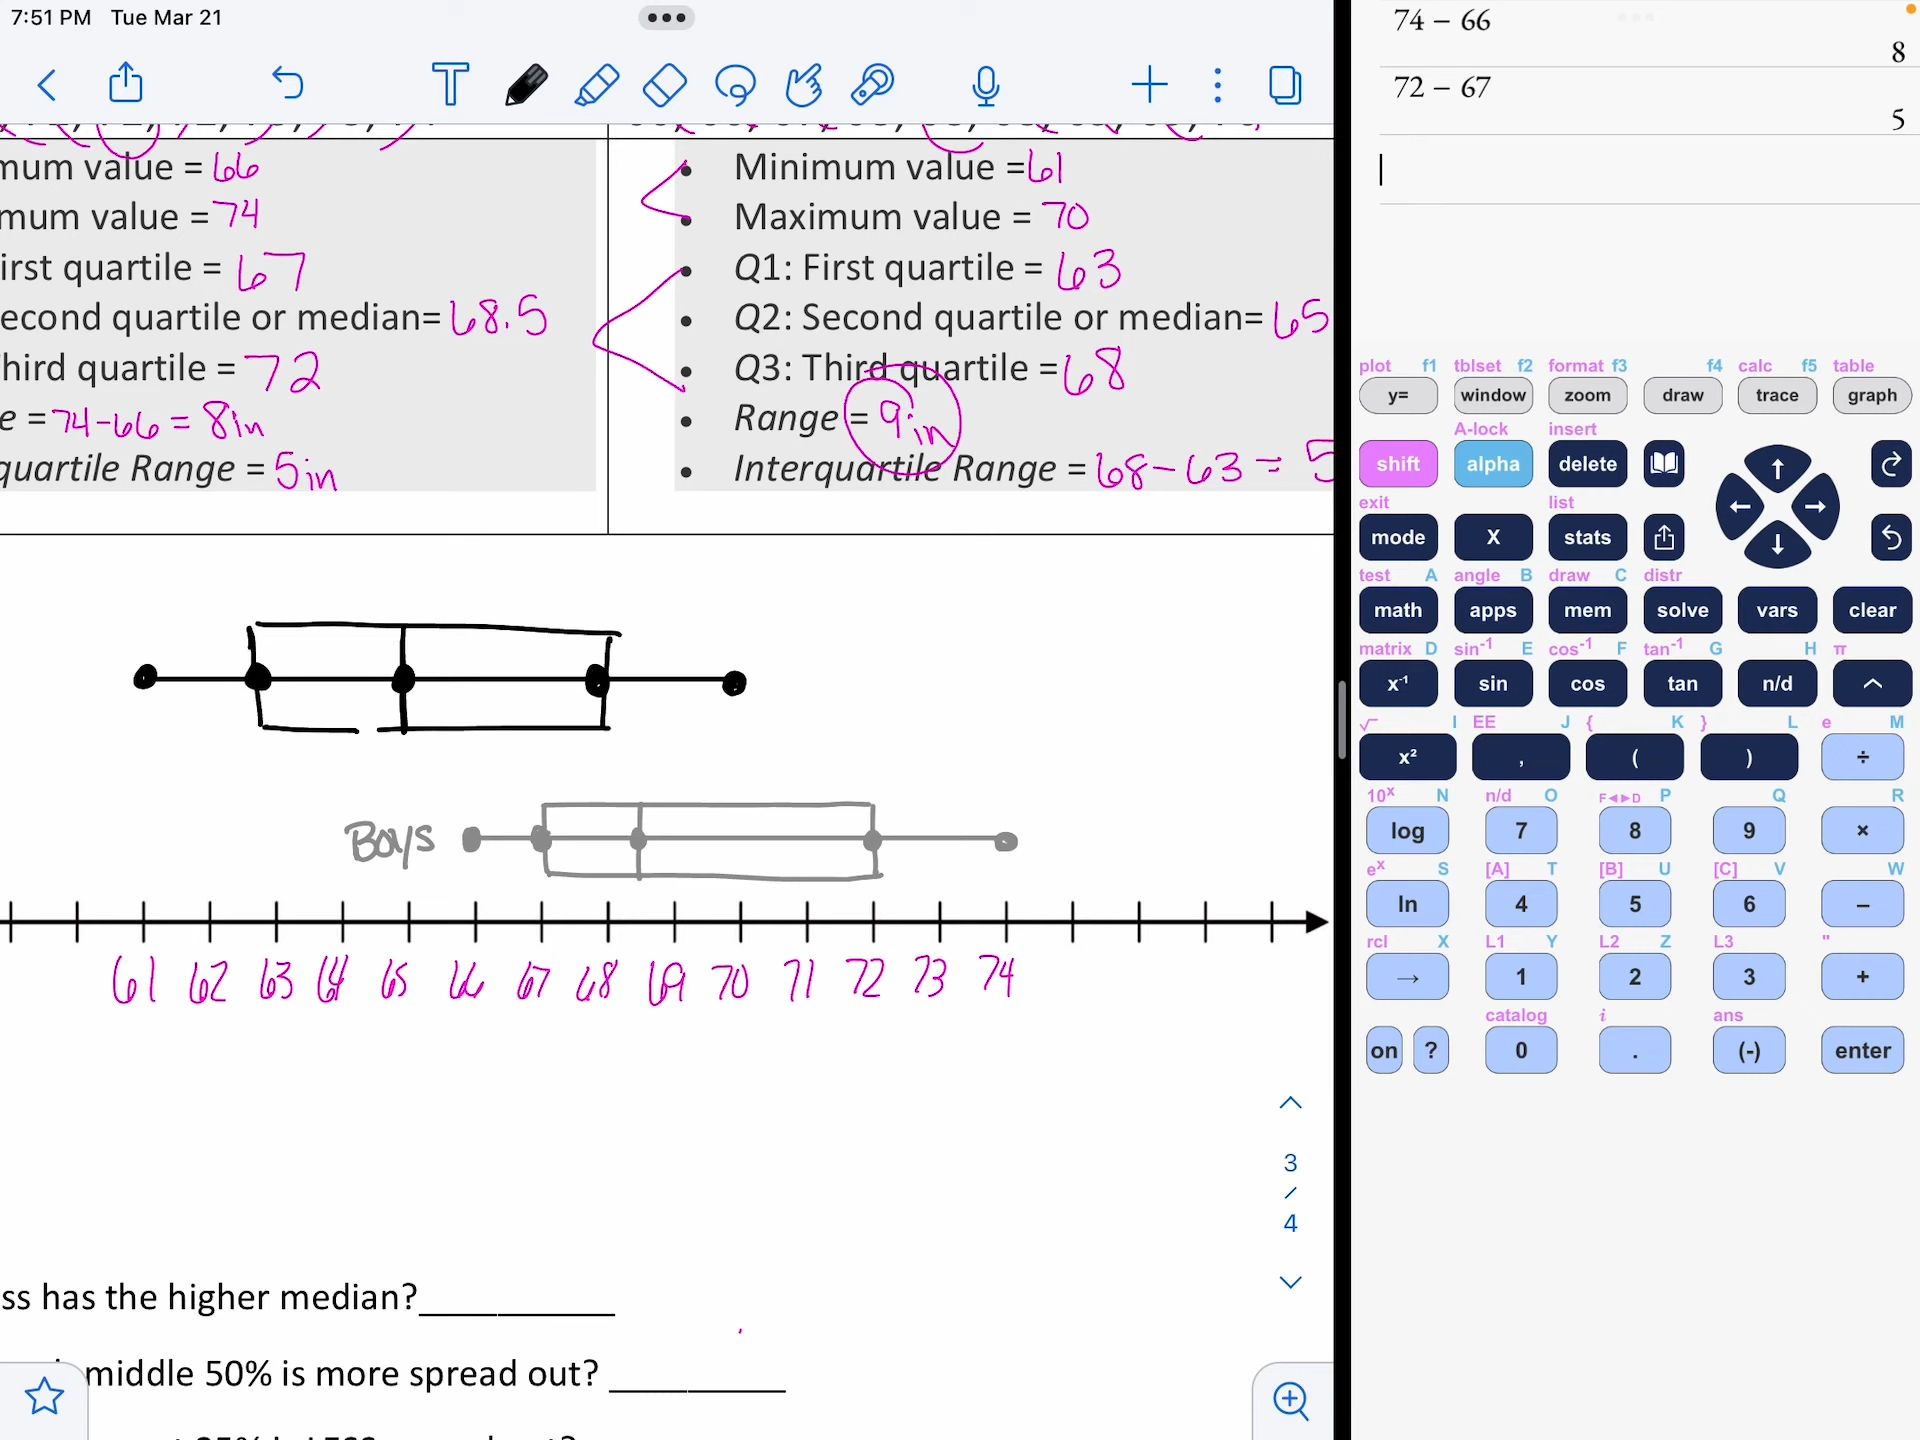 7:51 PM Tue Mar 21
mum value = 66
mum value = 74
irst quartile = 67
econd quartile or median= 68.5
hird quartile = 72
e = 74-66 = 8in
quartile Range = 5in
Minimum value = 61
Maximum value = 70
Q1: First quartile = 63
Q2: Second quartile or median= 65
Q3: Third quartile = 68
Range = 9in
Interquartile Range = 68-63 = 5
Boys
61 62 63 64 65 66 67 68 69 70 71 72 73 74
3
/
4
ss has the higher median?__________
middle 50% is more spread out? __________
74 – 66
8
72 – 67
5
plot f1 tblset f2 format f3 f4 calc f5 table
y= window zoom draw trace graph
A-lock insert
shift alpha delete
exit list
mode X stats
test A angle B draw C distr
math apps mem solve vars clear
matrix D sin-1 E cos-1 F tan-1 G H π
x-1 sin cos tan n/d ^
√ I EE J { K } L e M
x² , ( ) ÷
10x N n/d O F◄►D P Q R
log 7 8 9 ×
ex S [A] T [B] U [C] V W
ln 4 5 6 –
rcl X L1 Y L2 Z L3 "
→ 1 2 3 +
catalog i ans
on ? 0 . (-) enter